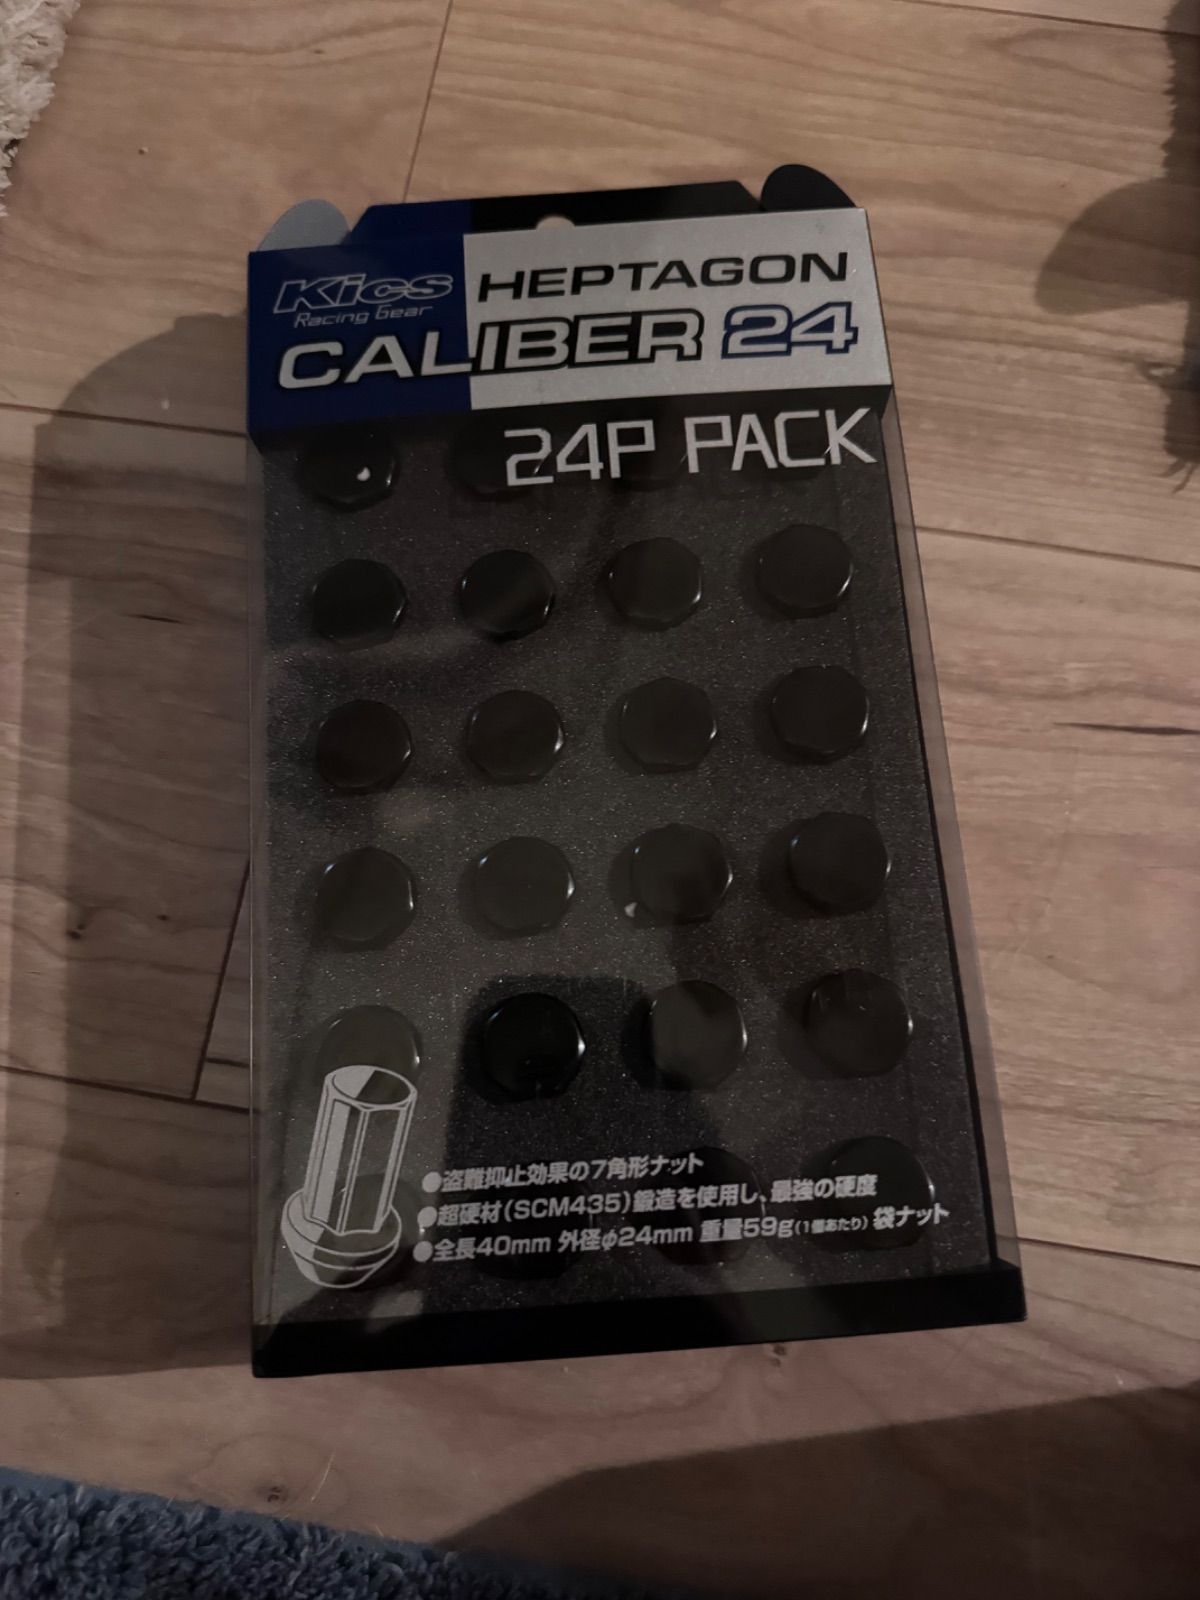 Kics HEPTAGON
Racing Gear
CALIBER 24
24P PACK
●盗難抑止効果の7角形ナット
●超硬材(SCM435)鍛造を使用し、最強の硬度
●全長40mm 外径φ24mm 重量59g(1個あたり) 袋ナット